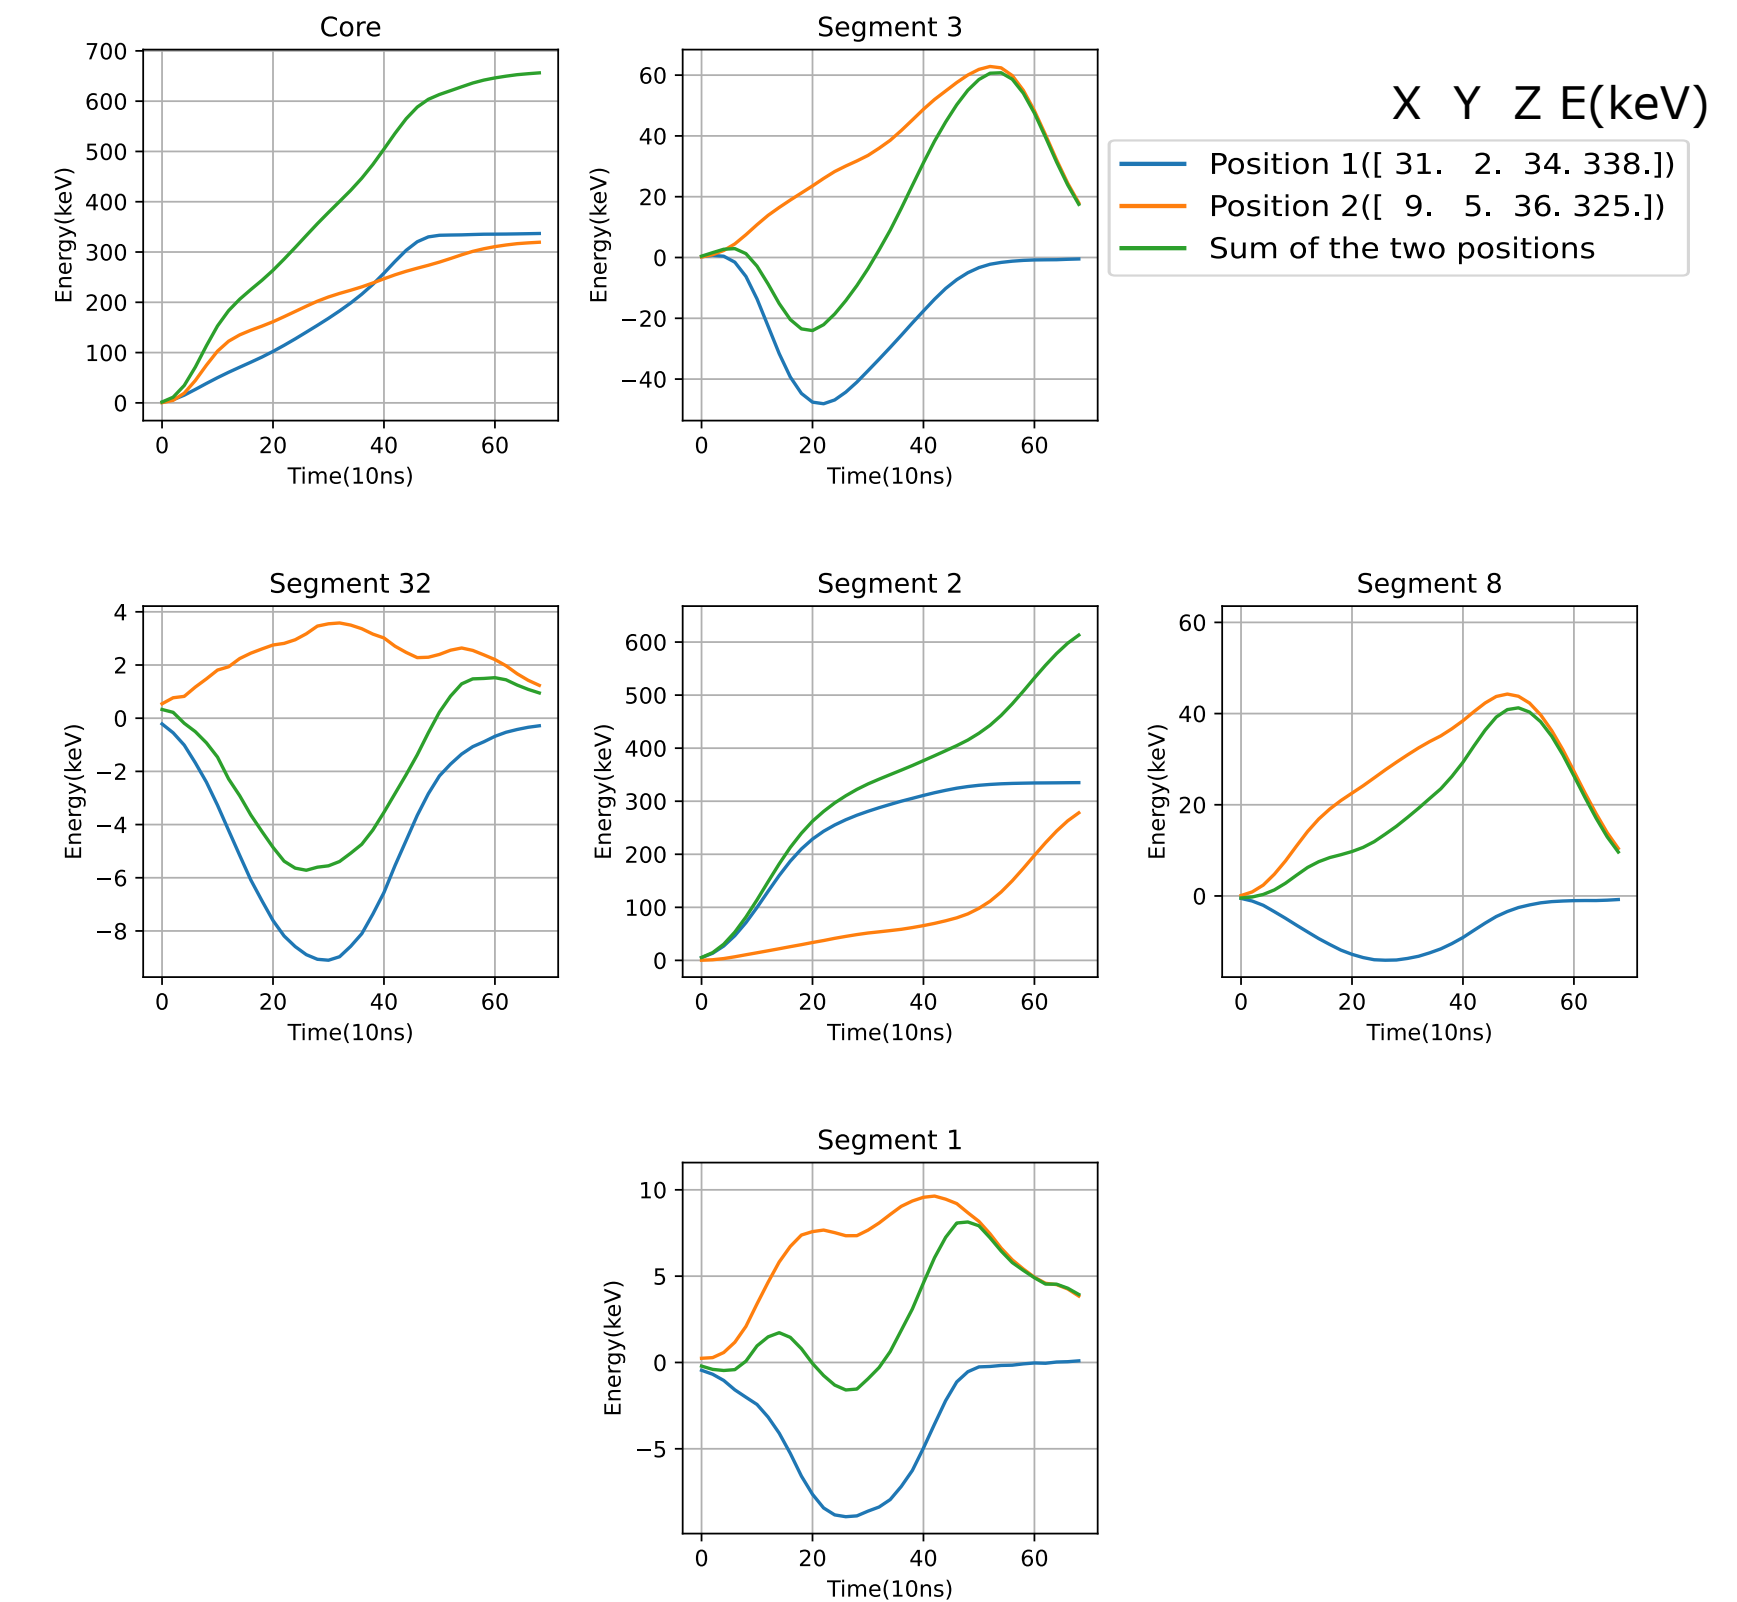 Core
700
600
500
400
300
200
100
0
Energy(keV)
0 20 40 60
Time(10ns)
Segment 3
60
40
20
0
−20
−40
Energy(keV)
0 20 40 60
Time(10ns)
X Y Z E(keV)
Position 1([ 31. 2. 34. 338.])
Position 2([ 9. 5. 36. 325.])
Sum of the two positions
Segment 32
4
2
0
−2
−4
−6
−8
Energy(keV)
0 20 40 60
Time(10ns)
Segment 2
600
500
400
300
200
100
0
Energy(keV)
0 20 40 60
Time(10ns)
Segment 8
60
40
20
0
Energy(keV)
0 20 40 60
Time(10ns)
Segment 1
10
5
0
−5
Energy(keV)
0 20 40 60
Time(10ns)